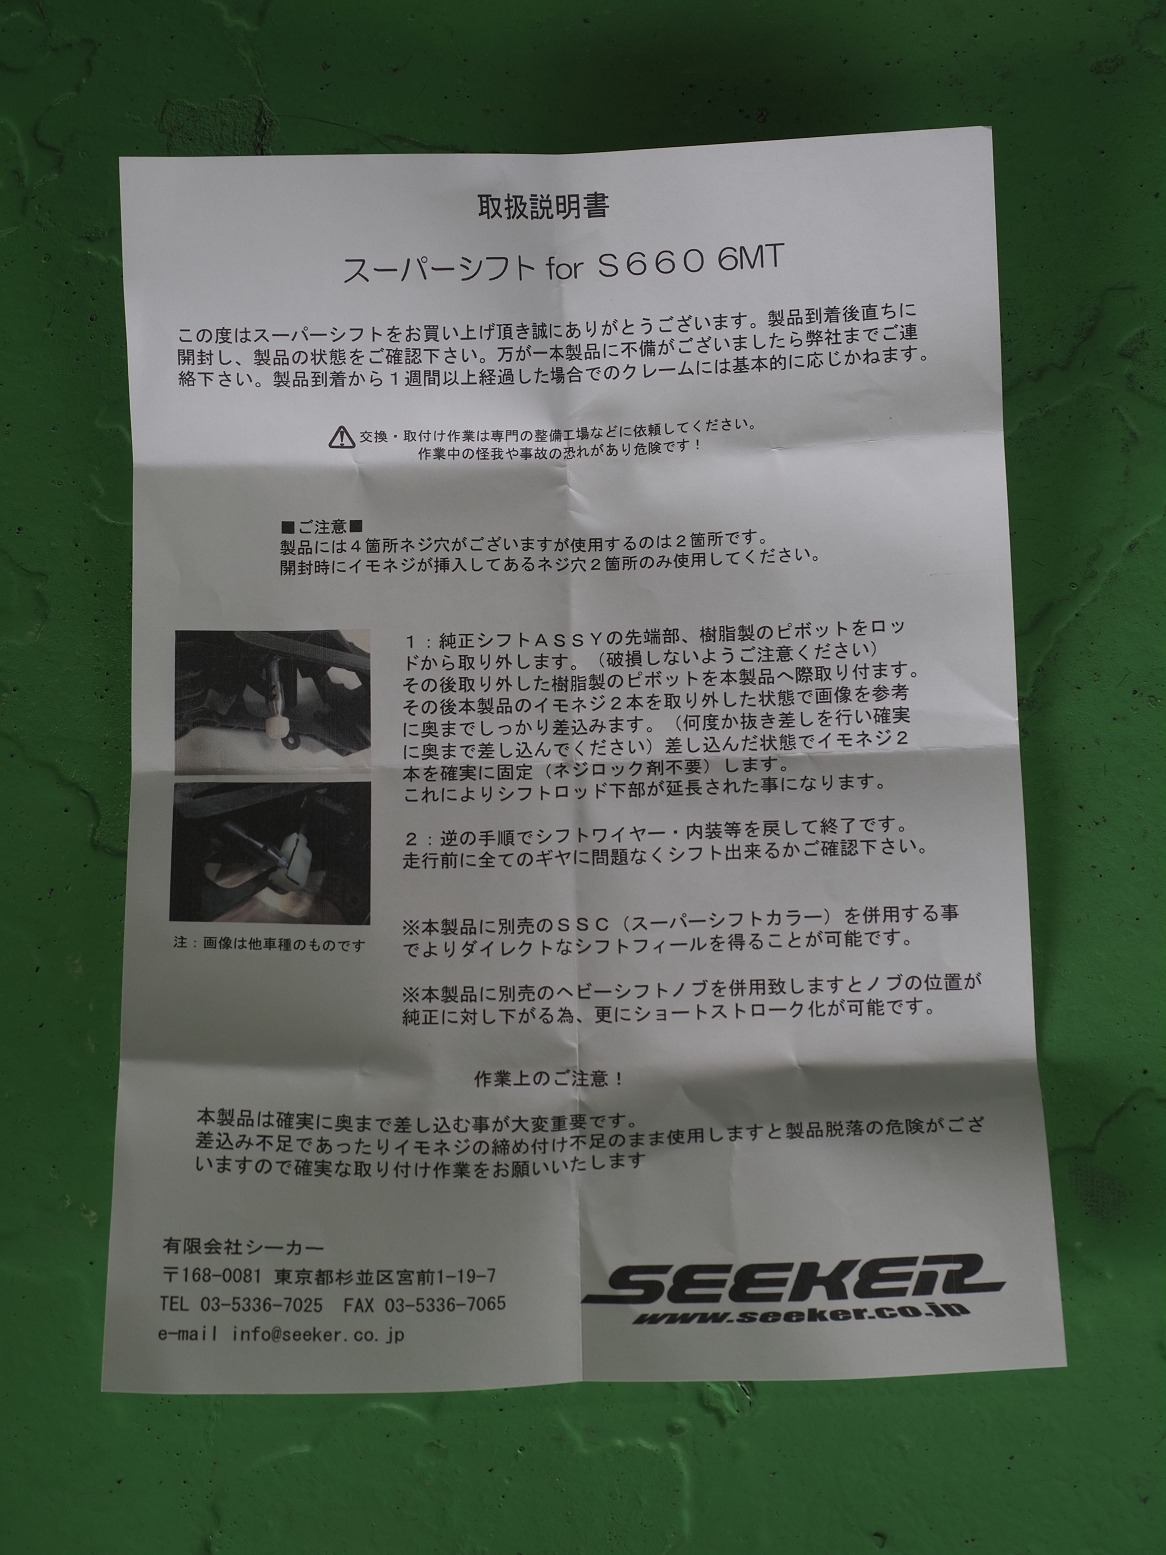 取扱説明書
スーパーシフト for S660 6MT
この度はスーパーシフトをお買い上げ頂き誠にありがとうございます。製品到着後直ちに
開封し、製品の状態をご確認下さい。万が一本製品に不備がございましたら弊社までご連
絡下さい。製品到着から1週間以上経過した場合でのクレームには基本的に応じかねます。
交換・取付け作業は専門の整備工場などに依頼してください。
作業中の怪我や事故の恐れがあり危険です!
■ご注意■
製品には4箇所ネジ穴がございますが使用するのは2箇所です。
開封時にイモネジが挿入してあるネジ穴2箇所のみ使用してください。
1:純正シフトASSYの先端部、樹脂製のピボットをロッ
ドから取り外します。(破損しないようご注意ください)
その後取り外した樹脂製のピボットを本製品へ際取り付ます。
その後本製品のイモネジ2本を取り外した状態で画像を参考
に奥までしっかり差込みます。(何度か抜き差しを行い確実
に奥まで差し込んでください)差し込んだ状態でイモネジ2
本を確実に固定(ネジロック剤不要)します。
これによりシフトロッド下部が延長された事になります。
2:逆の手順でシフトワイヤー・内装等を戻して終了です。
走行前に全てのギヤに問題なくシフト出来るかご確認下さい。
注:画像は他車種のものです
※本製品に別売のSSC(スーパーシフトカラー)を併用する事
でよりダイレクトなシフトフィールを得ることが可能です。
※本製品に別売のヘビーシフトノブを併用致しますとノブの位置が
純正に対し下がる為、更にショートストローク化が可能です。
作業上のご注意!
本製品は確実に奥まで差し込む事が大変重要です。
差込み不足であったりイモネジの締め付け不足のまま使用しますと製品脱落の危険がござ
いますので確実な取り付け作業をお願いいたします
有限会社シーカー
〒168-0081 東京都杉並区宮前1-19-7
TEL 03-5336-7025 FAX 03-5336-7065
e-mail info@seeker.co.jp
SEEKER
www.seeker.co.jp